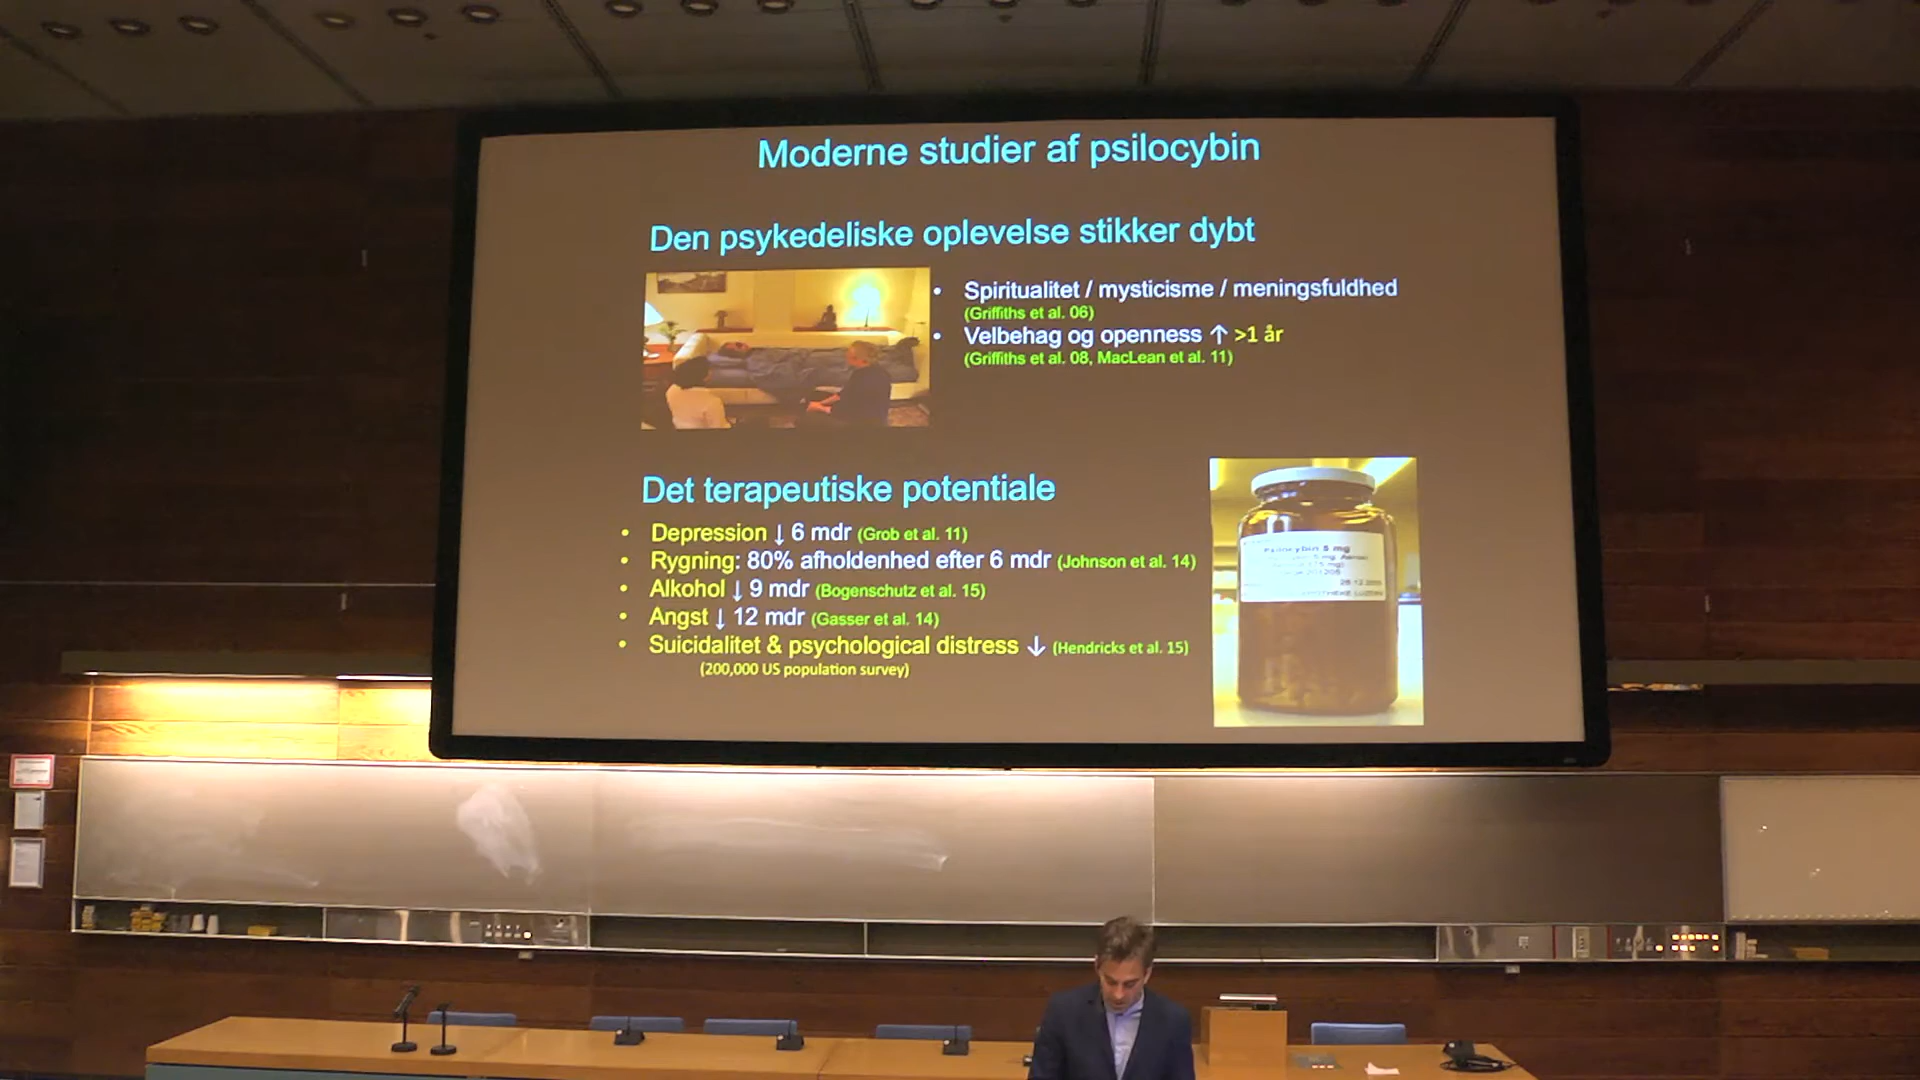 Moderne studier af psilocybin
Den psykedeliske oplevelse stikker dybt
• Spiritualitet / mysticisme / meningsfuldhed
(Griffiths et al. 06)
• Velbehag og openness ↑ >1 år
(Griffiths et al. 08, MacLean et al. 11)
Det terapeutiske potentiale
• Depression ↓ 6 mdr (Grob et al. 11)
• Rygning: 80% afholdenhed efter 6 mdr (Johnson et al. 14)
• Alkohol ↓ 9 mdr (Bogenschutz et al. 15)
• Angst ↓ 12 mdr (Gasser et al. 14)
• Suicidalitet & psychological distress ↓ (Hendricks et al. 15)
(200,000 US population survey)
Psilocybin 5 mg